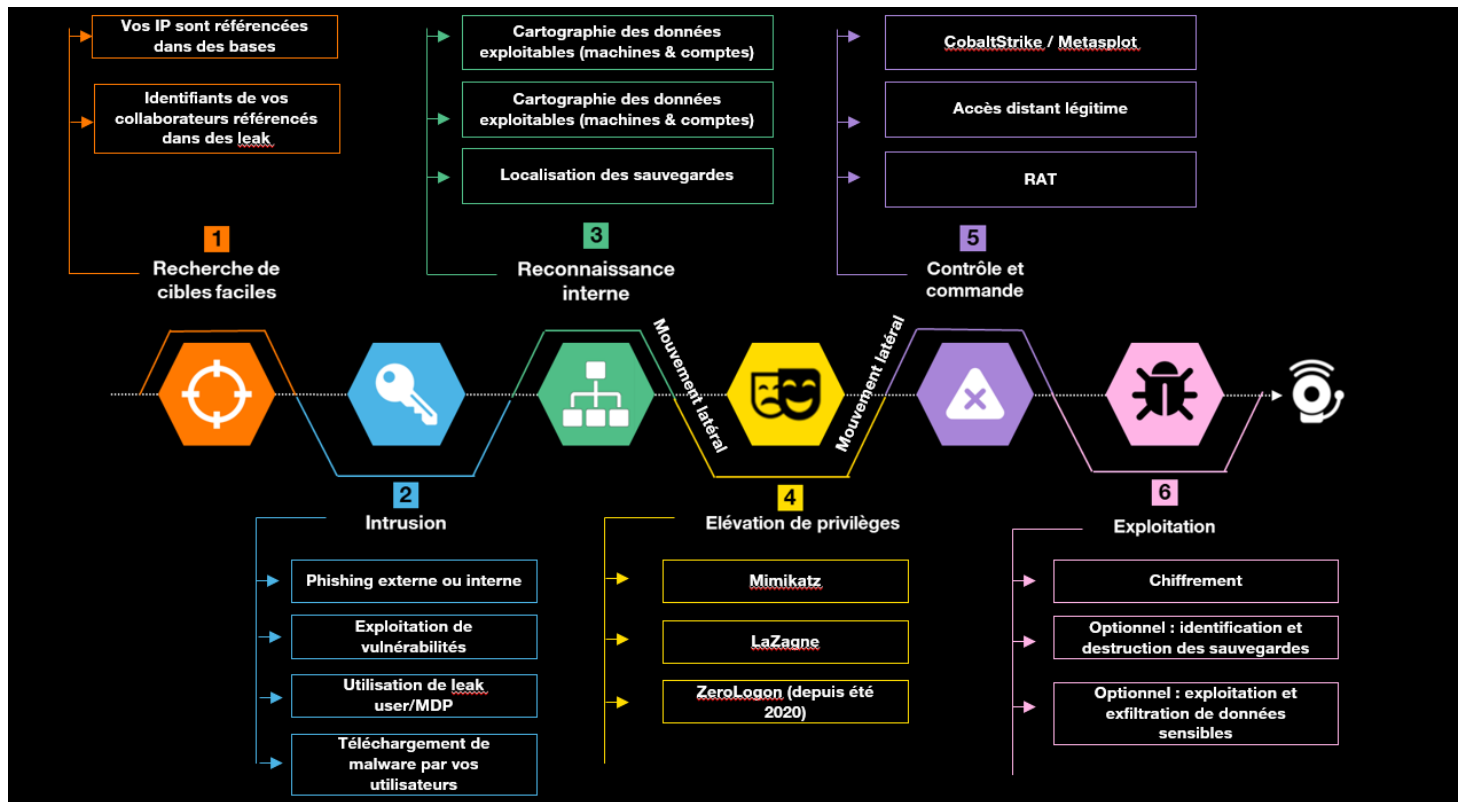 Vos IP sont référencées
dans des bases
Identifiants de vos
collaborateurs référencés
dans des leak
1
Recherche de
cibles faciles
Cartographie des données
exploitables (machines & comptes)
Cartographie des données
exploitables (machines & comptes)
Localisation des sauvegardes
3
Reconnaissance
interne
CobaltStrike / Metasplot
Accès distant légitime
RAT
5
Contrôle et
commande
Mouvement latéral
Mouvement latéral
2
Intrusion
Phishing externe ou interne
Exploitation de
vulnérabilités
Utilisation de leak
user/MDP
Téléchargement de
malware par vos
utilisateurs
4
Elévation de privilèges
Mimikatz
LaZagne
ZeroLogon (depuis été
2020)
6
Exploitation
Chiffrement
Optionnel : identification et
destruction des sauvegardes
Optionnel : exploitation et
exfiltration de données
sensibles